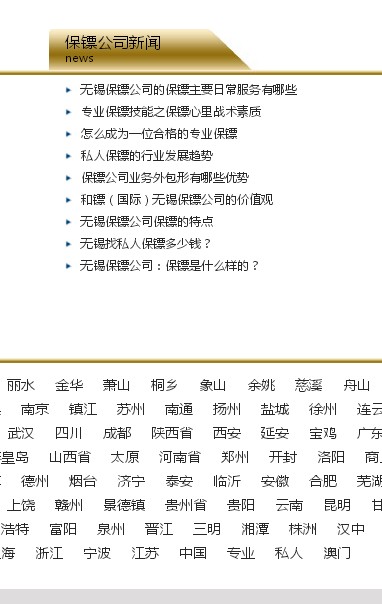 保镖公司新闻
news
无锡保镖公司的保镖主要日常服务有哪些
专业保镖技能之保镖心里战术素质
怎么成为一位合格的专业保镖
私人保镖的行业发展趋势
保镖公司业务外包形有哪些优势
和镖（国际）无锡保镖公司的价值观
无锡保镖公司保镖的特点
无锡找私人保镖多少钱？
无锡保镖公司：保镖是什么样的？
丽水 金华 萧山 桐乡 象山 余姚 慈溪 舟山
南京 镇江 苏州 南通 扬州 盐城 徐州 连云
武汉 四川 成都 陕西省 西安 延安 宝鸡 广东
皇岛 山西省 太原 河南省 郑州 开封 洛阳 商
德州 烟台 济宁 泰安 临沂 安徽 合肥 芜湖
上饶 赣州 景德镇 贵州省 贵阳 云南 昆明 甘
浩特 富阳 泉州 晋江 三明 湘潭 株洲 汉中
海 浙江 宁波 江苏 中国 专业 私人 澳门